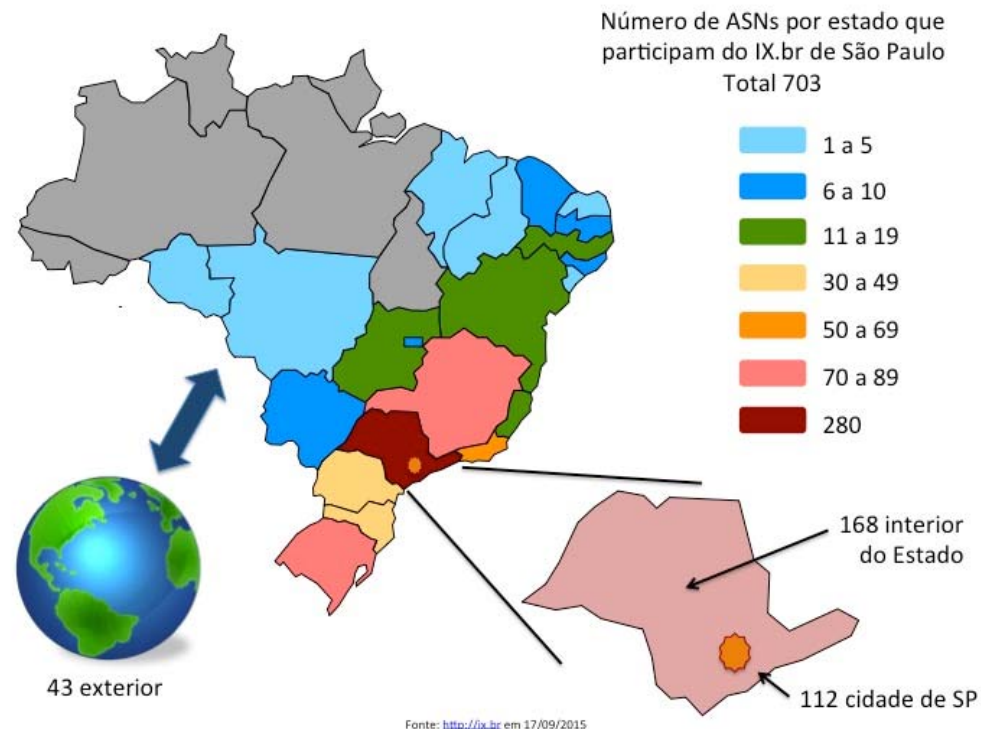 Número de ASNs por estado que
participam do IX.br de São Paulo
Total 703
1 a 5
6 a 10
11 a 19
30 a 49
50 a 69
70 a 89
280
168 interior
do Estado
112 cidade de SP
43 exterior
Fonte: http://ix.br em 17/09/2015